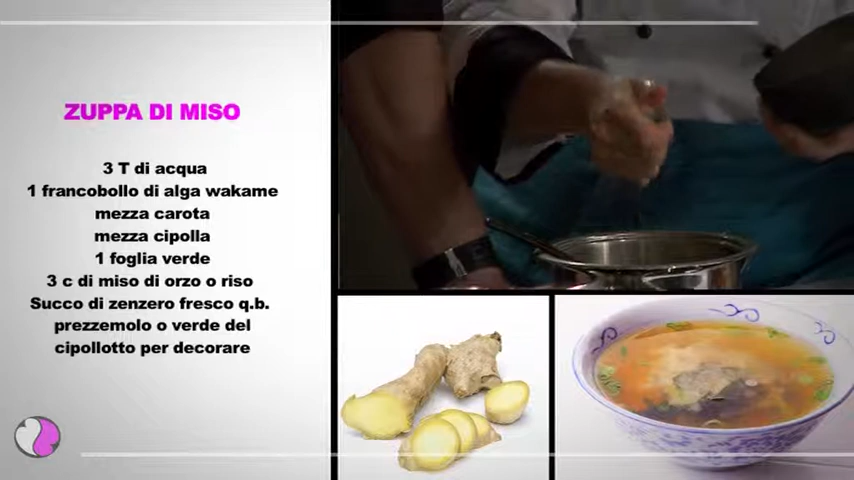 ZUPPA DI MISO
3 T di acqua
1 francobollo di alga wakame
mezza carota
mezza cipolla
1 foglia verde
3 c di miso di orzo o riso
Succo di zenzero fresco q.b.
prezzemolo o verde del
cipollotto per decorare